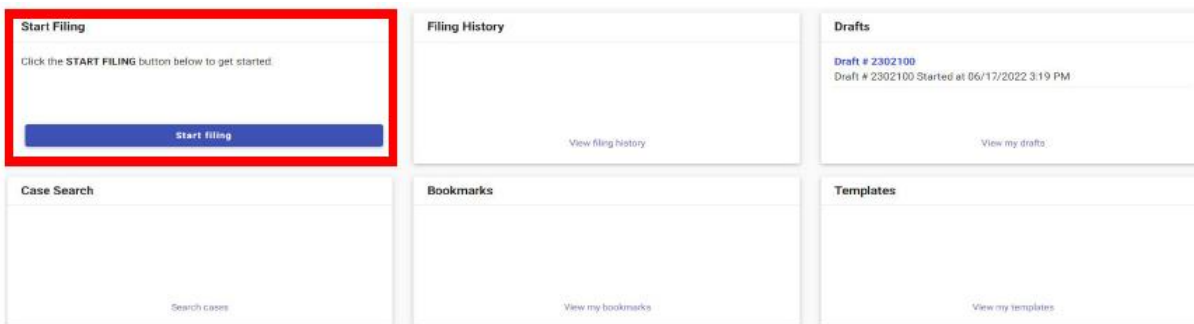 Start Filing
Click the START FILING button below to get started.
Start filing
Filing History
View filing history
Drafts
Draft # 2302100
Draft # 2302100 Started at 06/17/2022 3:19 PM
View my drafts
Case Search
Search cases
Bookmarks
View my bookmarks
Templates
View my templates